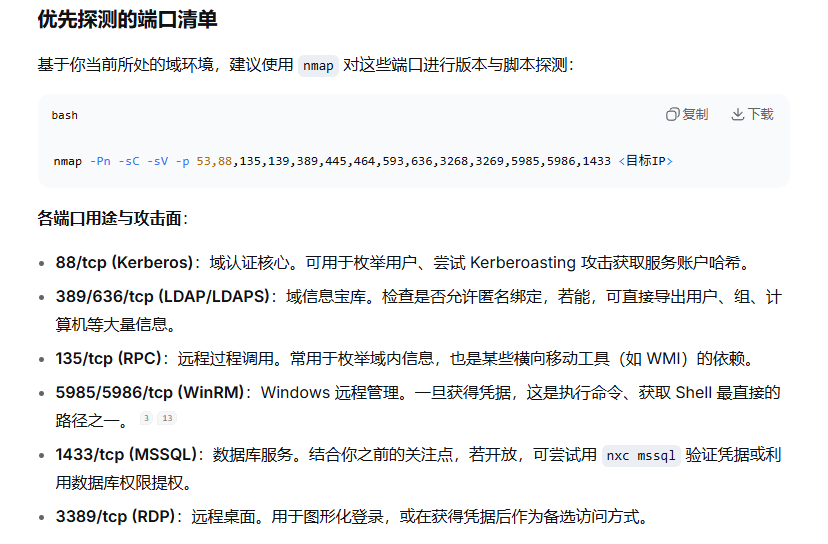 优先探测的端口清单
基于你当前所处的域环境，建议使用 nmap 对这些端口进行版本与脚本探测：
bash
复制 下载
nmap -Pn -sC -sV -p 53,88,135,139,389,445,464,593,636,3268,3269,5985,5986,1433 <目标IP>
各端口用途与攻击面：
88/tcp (Kerberos)：域认证核心。可用于枚举用户、尝试 Kerberoasting 攻击获取服务账户哈希。
389/636/tcp (LDAP/LDAPS)：域信息宝库。检查是否允许匿名绑定，若能，可直接导出用户、组、计
算机等大量信息。
135/tcp (RPC)：远程过程调用。常用于枚举域内信息，也是某些横向移动工具（如 WMI）的依赖。
5985/5986/tcp (WinRM)：Windows 远程管理。一旦获得凭据，这是执行命令、获取 Shell 最直接的
路径之一。 3 13
1433/tcp (MSSQL)：数据库服务。结合你之前的关注点，若开放，可尝试用 nxc mssql 验证凭据或利
用数据库权限提权。
3389/tcp (RDP)：远程桌面。用于图形化登录，或在获得凭据后作为备选访问方式。